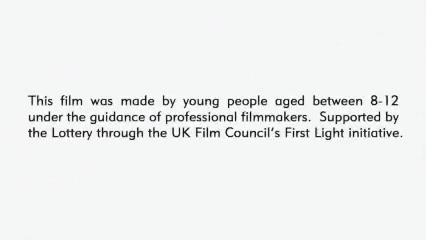 This film was made by young people aged between 8-12
under the guidance of professional filmmakers. Supported by
the Lottery through the UK Film Council's First Light initiative.